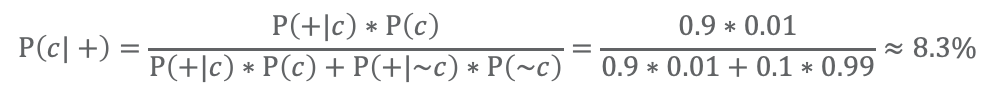 P(c| +) = P(+|c) * P(c) / P(+|c) * P(c) + P(+|~c) * P(~c) = 0.9 * 0.01 / 0.9 * 0.01 + 0.1 * 0.99 ≈ 8.3%